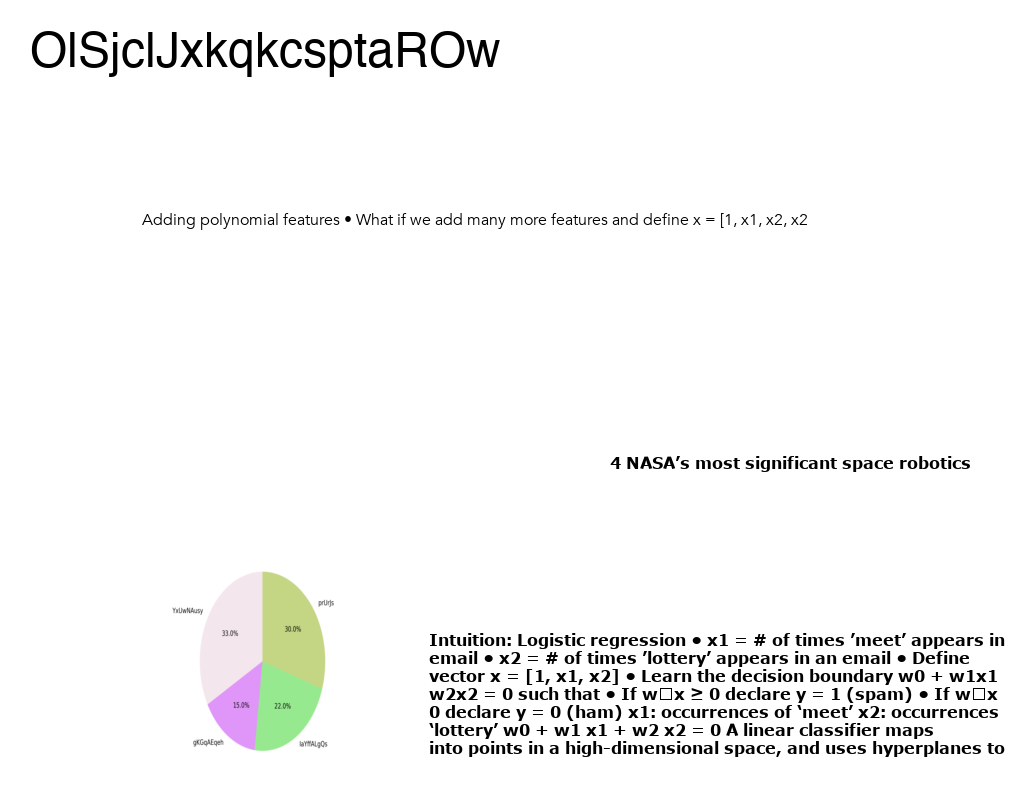 OlSjclJxkqkcsptaROw
Adding polynomial features • What if we add many more features and define x = [1, x1, x2, x2
4 NASA’s most significant space robotics
prUrJs
YxUwNAusy
30.0%
33.0%
15.0%
22.0%
gKGqAEqeh
laYffALgQs
Intuition: Logistic regression • x1 = # of times ’meet’ appears in
email • x2 = # of times ’lottery’ appears in an email • Define
vector x = [1, x1, x2] • Learn the decision boundary w0 + w1x1
w2x2 = 0 such that • If w□x ≥ 0 declare y = 1 (spam) • If w□x
0 declare y = 0 (ham) x1: occurrences of ‘meet’ x2: occurrences
‘lottery’ w0 + w1 x1 + w2 x2 = 0 A linear classifier maps
into points in a high-dimensional space, and uses hyperplanes to